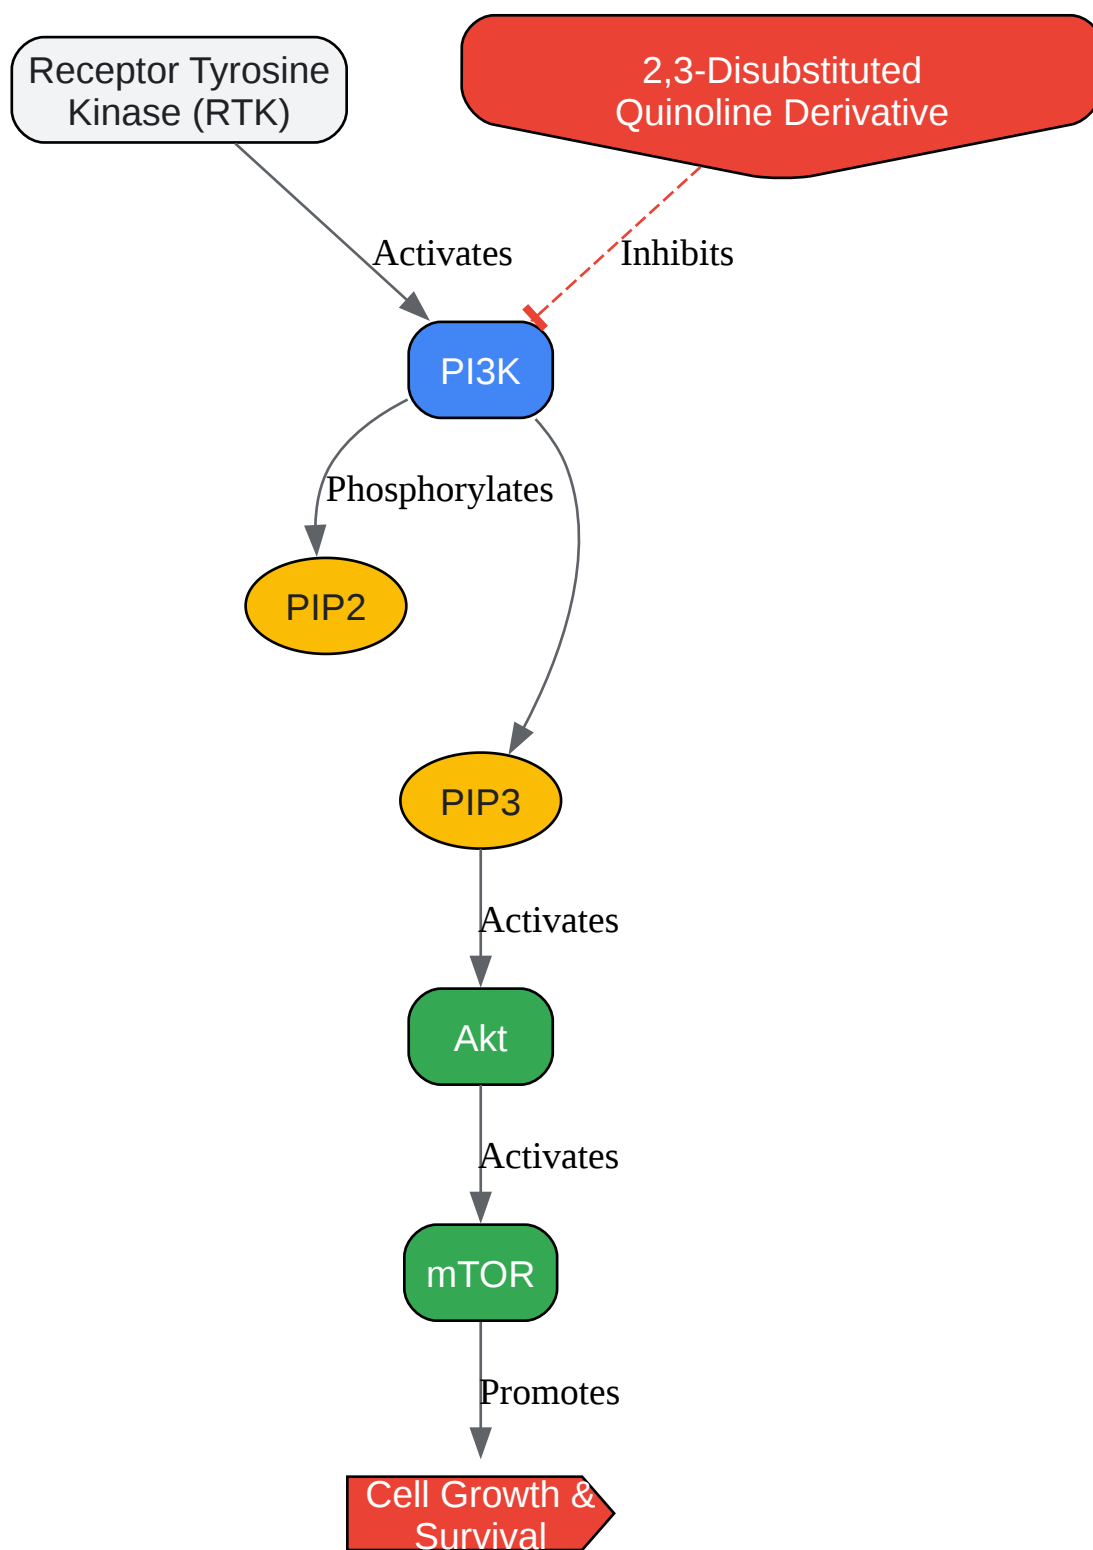 Receptor Tyrosine
Kinase (RTK)
2,3-Disubstituted
Quinoline Derivative
Activates
Inhibits
PI3K
Phosphorylates
PIP2
PIP3
Activates
Akt
Activates
mTOR
Promotes
Cell Growth &
Survival